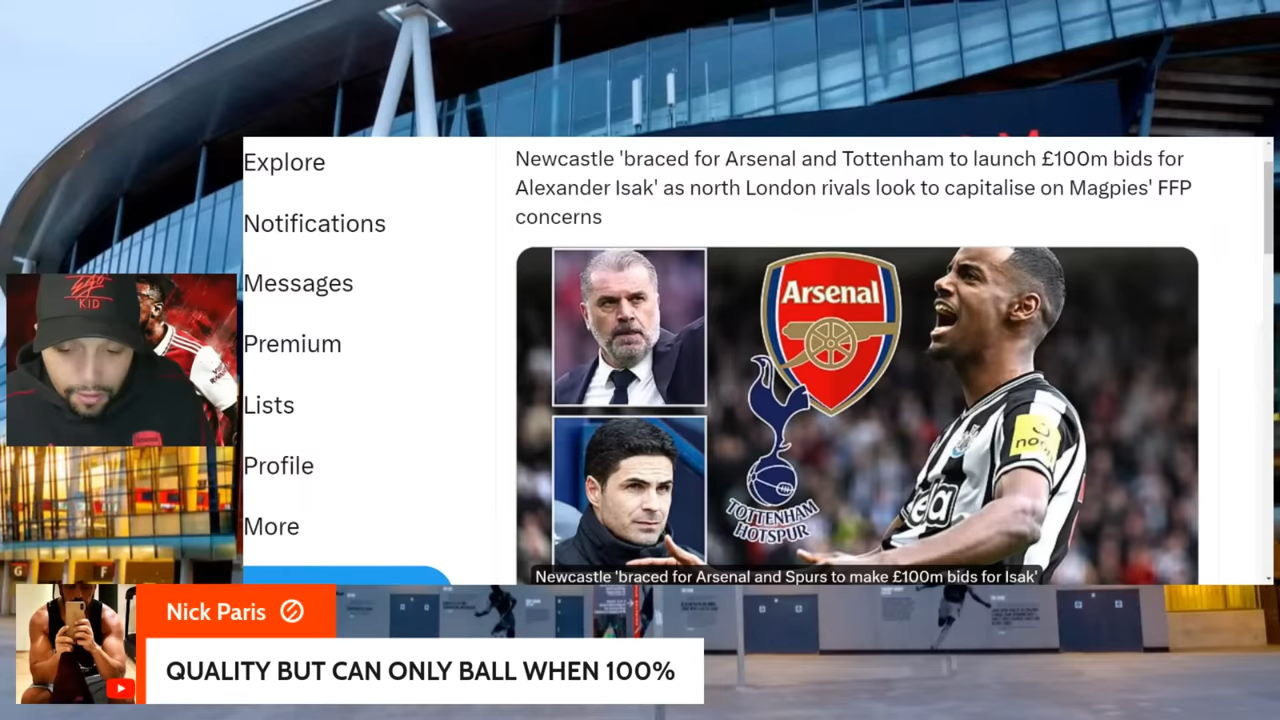 Explore
Notifications
Messages
Premium
Lists
Profile
More
Newcastle 'braced for Arsenal and Tottenham to launch £100m bids for
Alexander Isak' as north London rivals look to capitalise on Magpies' FFP
concerns
Arsenal
TOTTENHAM
HOTSPUR
Newcastle 'braced for Arsenal and Spurs to make £100m bids for Isak'
KID
G
F
Nick Paris
QUALITY BUT CAN ONLY BALL WHEN 100%